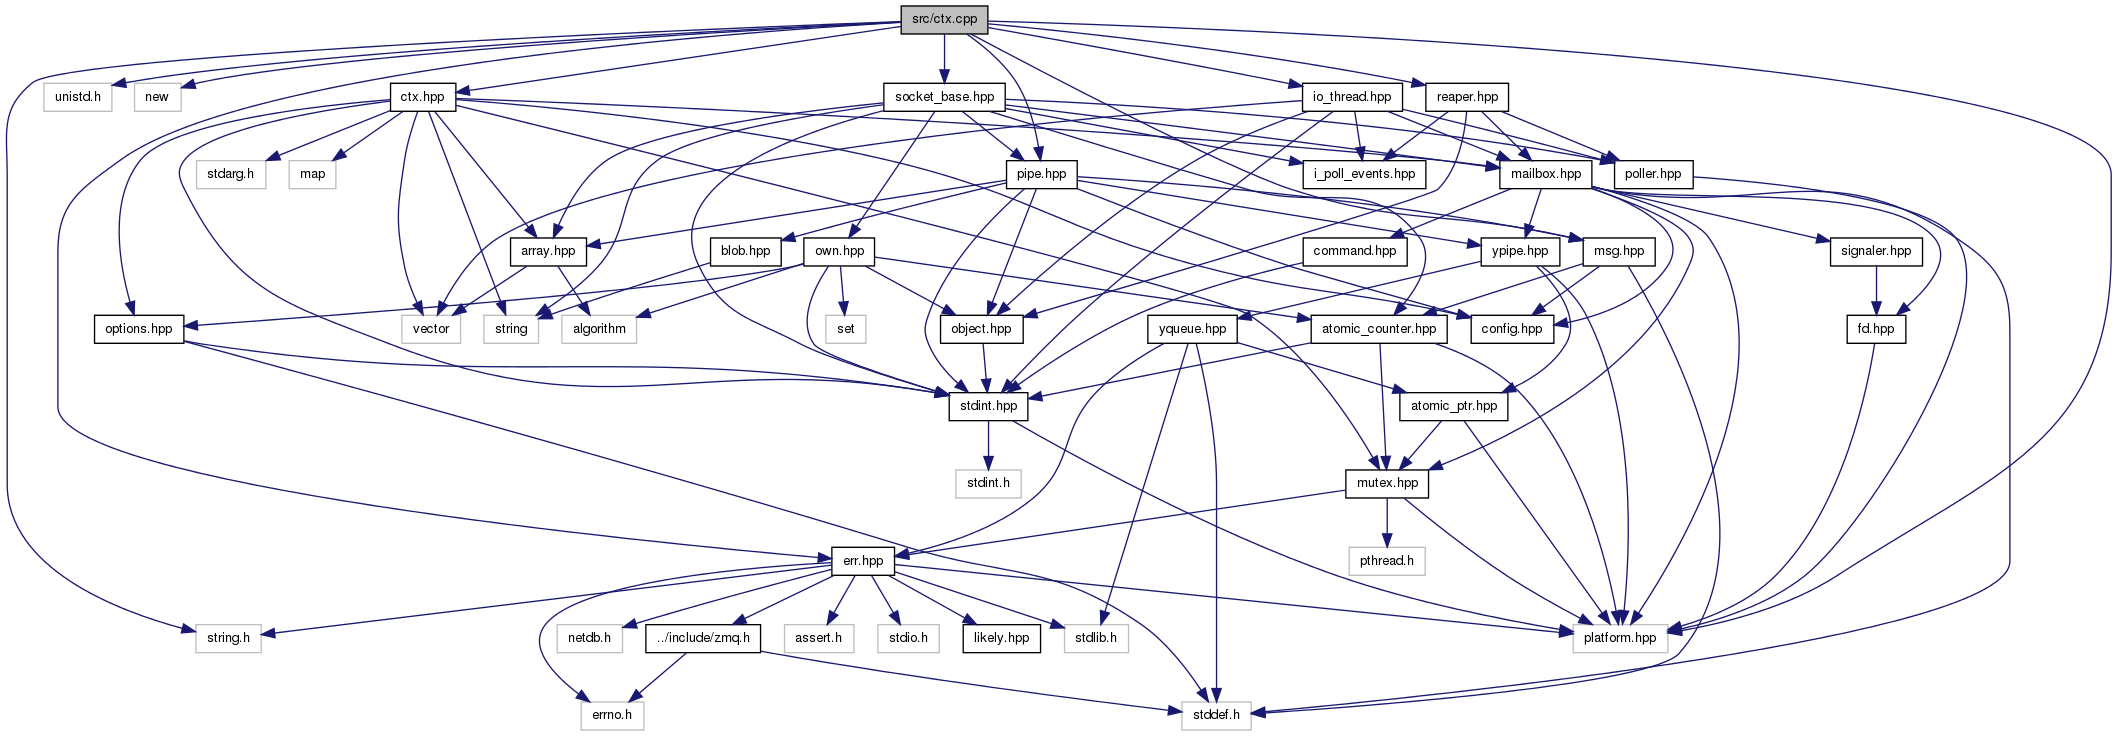 src/ctx.cpp
unistd.h
new
ctx.hpp
socket_base.hpp
io_thread.hpp
reaper.hpp
stdarg.h
map
pipe.hpp
i_poll_events.hpp
mailbox.hpp
poller.hpp
array.hpp
blob.hpp
own.hpp
command.hpp
ypipe.hpp
msg.hpp
signaler.hpp
options.hpp
vector
string
algorithm
set
object.hpp
yqueue.hpp
atomic_counter.hpp
config.hpp
fd.hpp
stdint.hpp
atomic_ptr.hpp
stdint.h
mutex.hpp
err.hpp
pthread.h
string.h
netdb.h
../include/zmq.h
assert.h
stdio.h
likely.hpp
stdlib.h
platform.hpp
errno.h
stddef.h